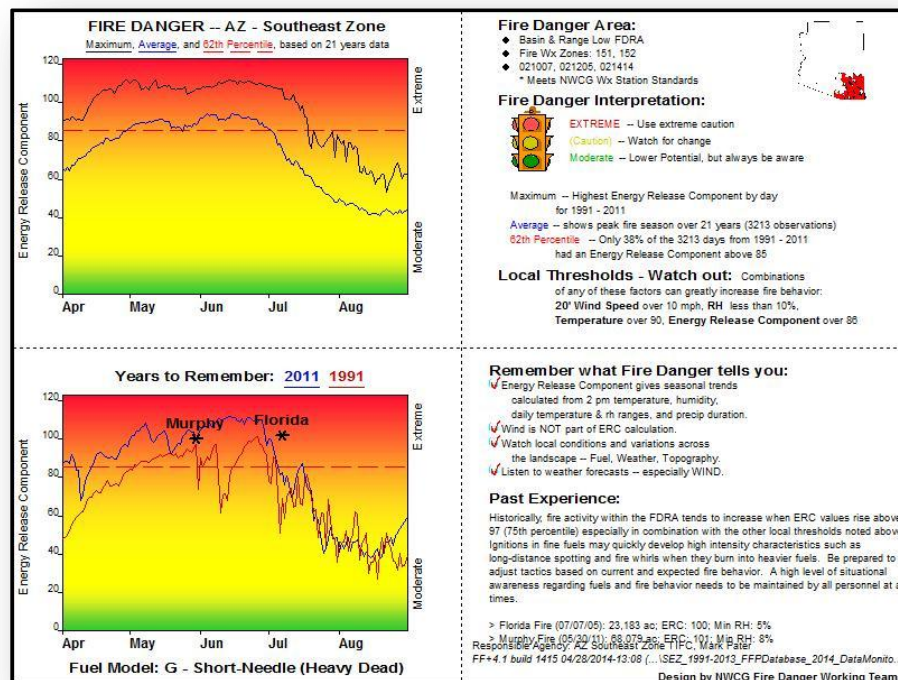 FIRE DANGER -- AZ - Southeast Zone
Maximum, Average, and 62th Percentile, based on 21 years data
Energy Release Component
120
100
80
60
40
20
0
Apr May Jun Jul Aug
Extreme
Moderate
Fire Danger Area:
◆ Basin & Range Low FDRA
◆ Fire Wx Zones: 151, 152
◆ 021007, 021205, 021414
* Meets NWCG Wx Station Standards
Fire Danger Interpretation:
EXTREME -- Use extreme caution
(Caution) -- Watch for change
Moderate -- Lower Potential, but always be aware
Maximum -- Highest Energy Release Component by day
for 1991 - 2011
Average -- shows peak fire season over 21 years (3213 observations)
62th Percentile -- Only 38% of the 3213 days from 1991 - 2011
had an Energy Release Component above 85
Local Thresholds - Watch out: Combinations
of any of these factors can greatly increase fire behavior:
20' Wind Speed over 10 mph, RH less than 10%,
Temperature over 90, Energy Release Component over 86
Years to Remember: 2011 1991
Energy Release Component
120
100
80
60
40
20
0
Murphy
Florida
Apr May Jun Jul Aug
Extreme
Moderate
Fuel Model: G - Short-Needle (Heavy Dead)
Remember what Fire Danger tells you:
Energy Release Component gives seasonal trends
calculated from 2 pm temperature, humidity,
daily temperature & rh ranges, and precip duration.
Wind is NOT part of ERC calculation.
Watch local conditions and variations across
the landscape -- Fuel, Weather, Topography.
Listen to weather forecasts -- especially WIND.
Past Experience:
Historically, fire activity within the FDRA tends to increase when ERC values rise above
97 (75th percentile) especially in combination with the other local thresholds noted above
Ignitions in fine fuels may quickly develop high intensity characteristics such as
long-distance spotting and fire whirls when they burn into heavier fuels. Be prepared to
adjust tactics based on current and expected fire behavior. A high level of situational
awareness regarding fuels and fire behavior needs to be maintained by all personnel at a
times.
> Florida Fire (07/07/05): 23,183 ac; ERC: 100; Min RH: 5%
> Murphy Fire (05/30/11): 68,079 ac; ERC: 101; Min RH: 8%
Responsible Agency: AZ Southeast Zone TIFC, Mark Pater
FF+4.1 build 1415 04/28/2014-13:08 (...\SEZ_1991-2013_FFPDatabase_2014_DataMonito..
Design by NWCG Fire Danger Working Team